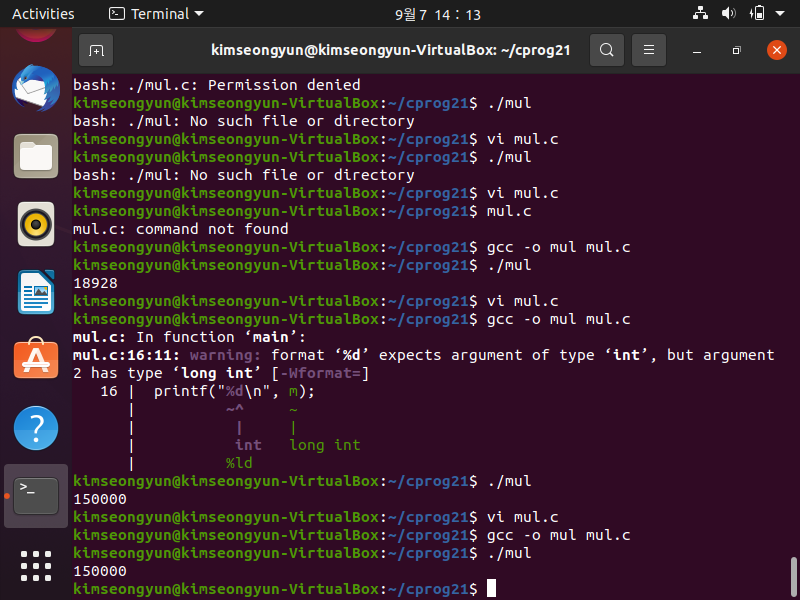 Activities Terminal 9월 7 14 : 13
kimseongyun@kimseongyun-VirtualBox: ~/cprog21
bash: ./mul.c: Permission denied
kimseongyun@kimseongyun-VirtualBox:~/cprog21$ ./mul
bash: ./mul: No such file or directory
kimseongyun@kimseongyun-VirtualBox:~/cprog21$ vi mul.c
kimseongyun@kimseongyun-VirtualBox:~/cprog21$ ./mul
bash: ./mul: No such file or directory
kimseongyun@kimseongyun-VirtualBox:~/cprog21$ vi mul.c
kimseongyun@kimseongyun-VirtualBox:~/cprog21$ mul.c
mul.c: command not found
kimseongyun@kimseongyun-VirtualBox:~/cprog21$ gcc -o mul mul.c
kimseongyun@kimseongyun-VirtualBox:~/cprog21$ ./mul
18928
kimseongyun@kimseongyun-VirtualBox:~/cprog21$ vi mul.c
kimseongyun@kimseongyun-VirtualBox:~/cprog21$ gcc -o mul mul.c
mul.c: In function ‘main’:
mul.c:16:11: warning: format ‘%d’ expects argument of type ‘int’, but argument
2 has type ‘long int’ [-Wformat=]
   16 |  printf("%d\n", m);
      |          ~^     ~
      |           |     |
      |           int   long int
      |          %ld
kimseongyun@kimseongyun-VirtualBox:~/cprog21$ ./mul
150000
kimseongyun@kimseongyun-VirtualBox:~/cprog21$ vi mul.c
kimseongyun@kimseongyun-VirtualBox:~/cprog21$ gcc -o mul mul.c
kimseongyun@kimseongyun-VirtualBox:~/cprog21$ ./mul
150000
kimseongyun@kimseongyun-VirtualBox:~/cprog21$